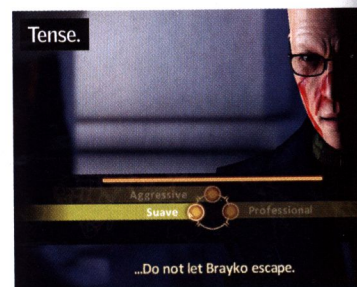 Tense.
Aggressive
Suave
Professional
...Do not let Brayko escape.